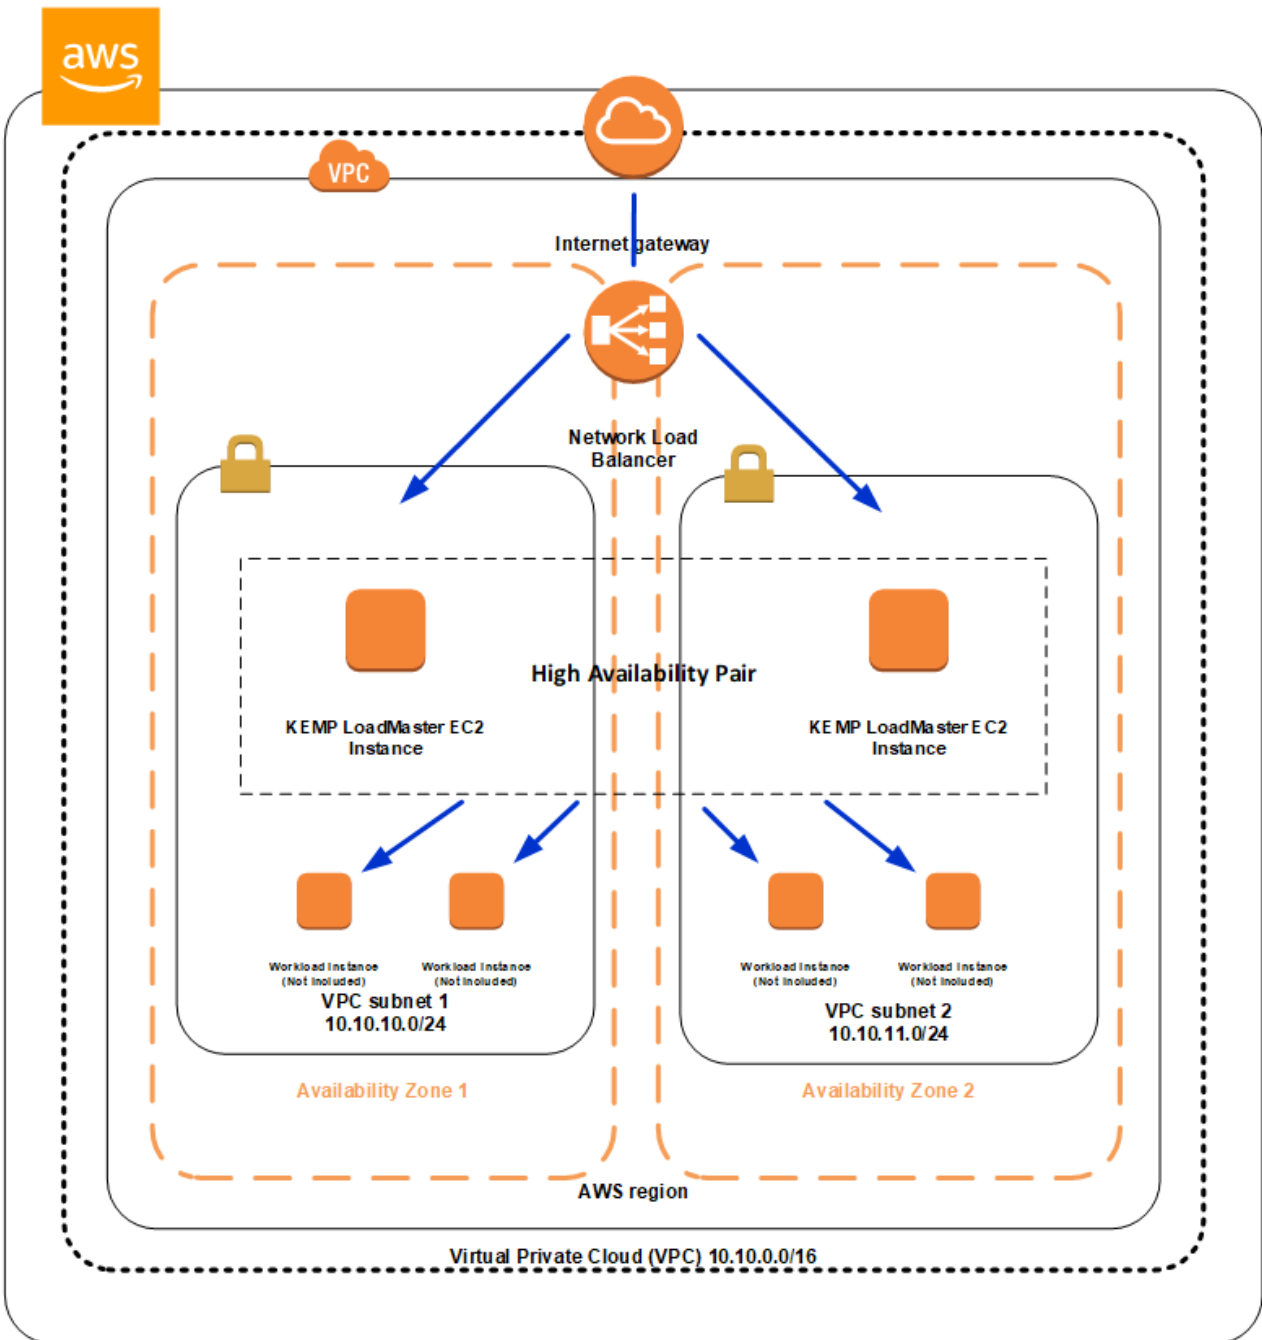 aws
VPC
Internet gateway
Network Load
Balancer
High Availability Pair
KEMP LoadMaster EC2
Instance
KEMP LoadMaster EC2
Instance
Workload Instance
(Not Included)
Workload Instance
(Not Included)
VPC subnet 1
10.10.10.0/24
Workload Instance
(Not Included)
Workload Instance
(Not Included)
VPC subnet 2
10.10.11.0/24
Availability Zone 1
Availability Zone 2
AWS region
Virtual Private Cloud (VPC) 10.10.0.0/16